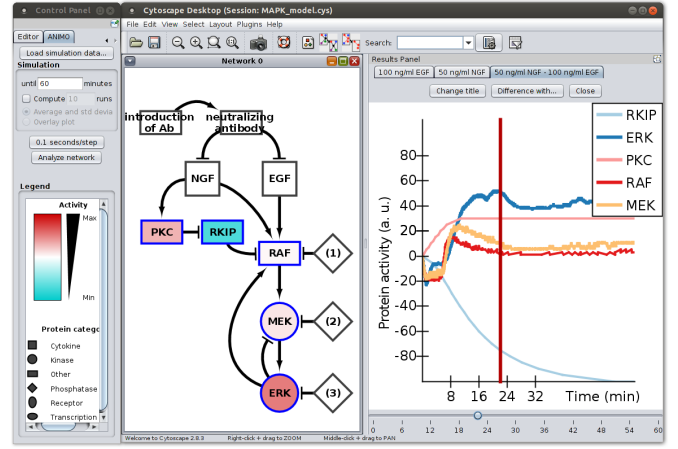 Control Panel
Cytoscape Desktop (Session: MAPK_model.cys)
File Edit View Select Layout Plugins Help
Editor ANIMO
Search:
Load simulation data...
Simulation
until 60 minutes
Compute 10 runs
Average and std devia
Overlay plot
0.1 seconds/step
Analyze network
Legend
Activity
Max
Min
Protein catego
Cytokine
Kinase
Other
Phosphatase
Receptor
Transcription
Network 0
introduction
of Ab
neutralizing
antibody
NGF
EGF
PKC
RKIP
RAF
(1)
MEK
(2)
ERK
(3)
Results Panel
100 ng/ml EGF
50 ng/ml NGF
50 ng/ml NGF - 100 ng/ml EGF
Change title
Difference with...
Close
RKIP
ERK
PKC
RAF
MEK
Protein activity (a. u.)
80
60
40
20
0
-20
-40
-60
-80
8 16 24 32 Time (min)
0 6 12 18 24 30 36 42 48 54 60
Welcome to Cytoscape 2.8.3 Right-click + drag to ZOOM Middle-click + drag to PAN